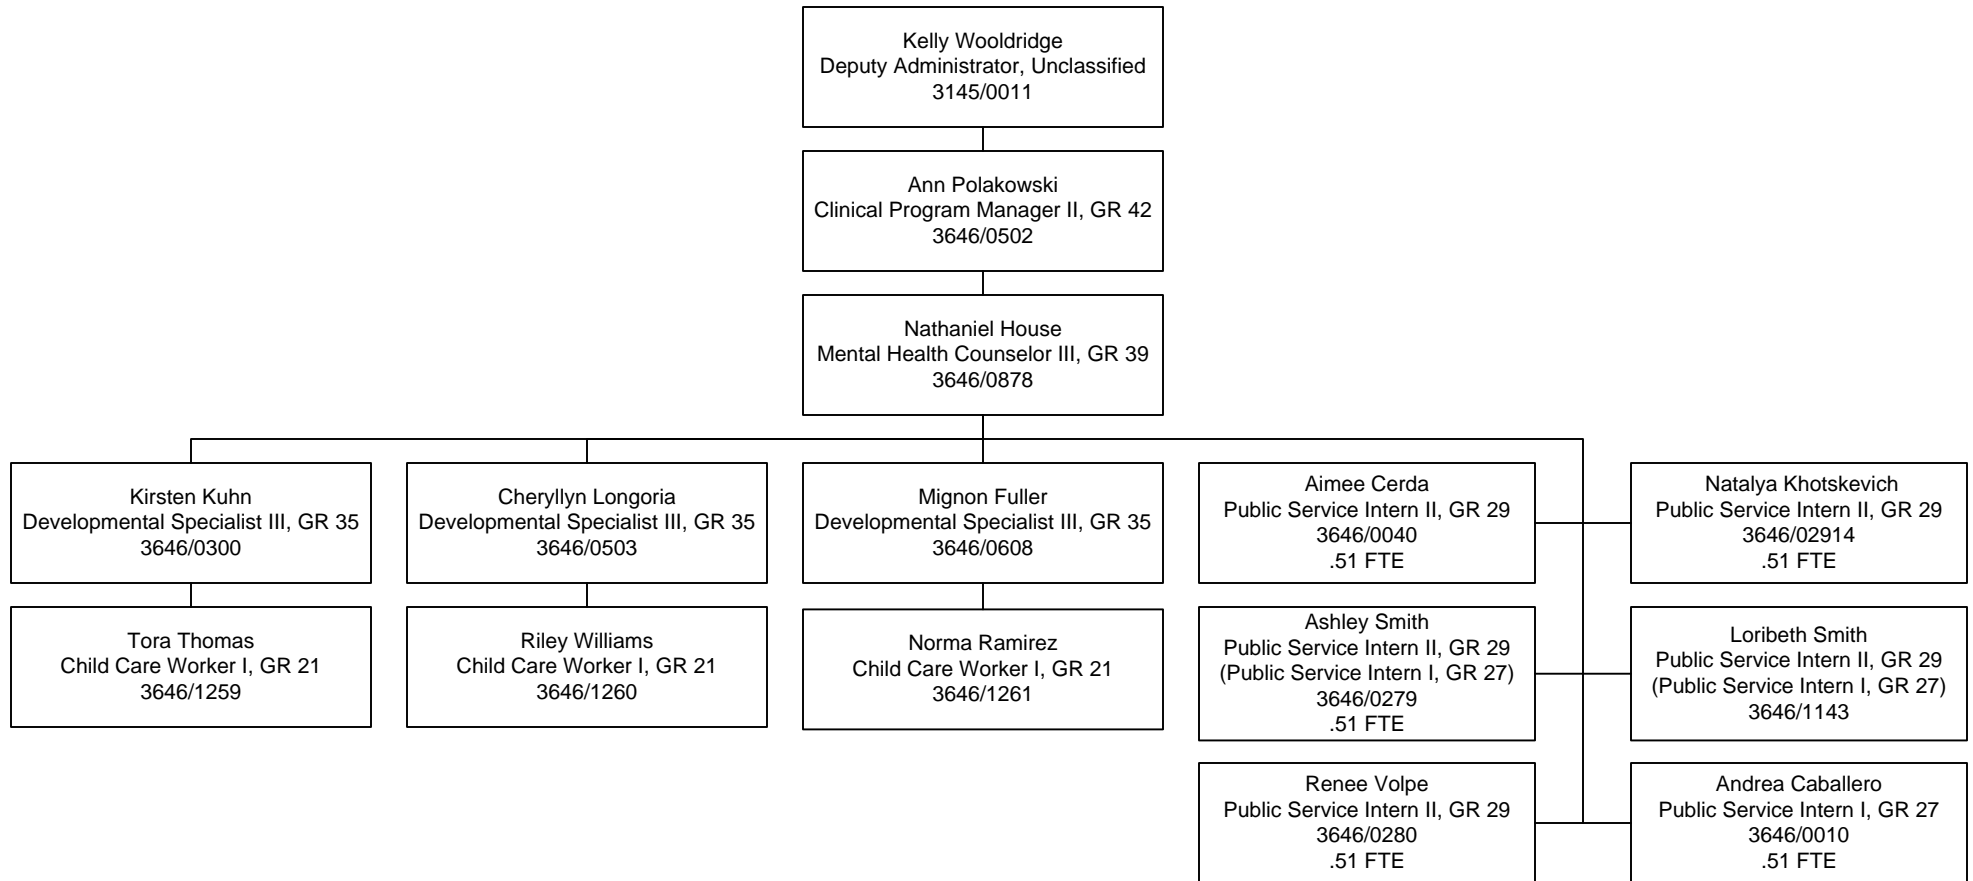 Kelly Wooldridge
Deputy Administrator, Unclassified
3145/0011
Ann Polakowski
Clinical Program Manager II, GR 42
3646/0502
Nathaniel House
Mental Health Counselor III, GR 39
3646/0878
Kirsten Kuhn
Developmental Specialist III, GR 35
3646/0300
Cheryllyn Longoria
Developmental Specialist III, GR 35
3646/0503
Mignon Fuller
Developmental Specialist III, GR 35
3646/0608
Aimee Cerda
Public Service Intern II, GR 29
3646/0040
.51 FTE
Natalya Khotskevich
Public Service Intern II, GR 29
3646/02914
.51 FTE
Tora Thomas
Child Care Worker I, GR 21
3646/1259
Riley Williams
Child Care Worker I, GR 21
3646/1260
Norma Ramirez
Child Care Worker I, GR 21
3646/1261
Ashley Smith
Public Service Intern II, GR 29
(Public Service Intern I, GR 27)
3646/0279
.51 FTE
Loribeth Smith
Public Service Intern II, GR 29
(Public Service Intern I, GR 27)
3646/1143
Renee Volpe
Public Service Intern II, GR 29
3646/0280
.51 FTE
Andrea Caballero
Public Service Intern I, GR 27
3646/0010
.51 FTE